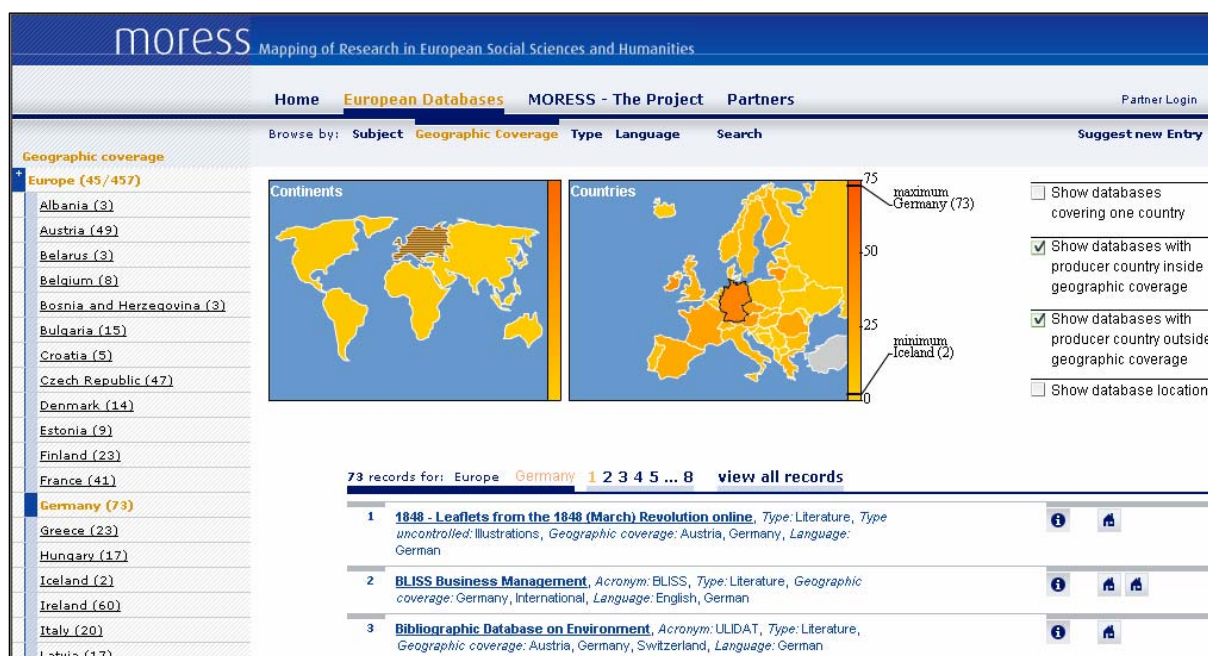 moress Mapping of Research in European Social Sciences and Humanities
Home European Databases MORESS - The Project Partners Partner Login
Browse by: Subject Geographic Coverage Type Language Search Suggest new Entry
Geographic coverage
+ Europe (45/457)
Albania (3)
Austria (49)
Belarus (3)
Belgium (8)
Bosnia and Herzegovina (3)
Bulgaria (15)
Croatia (5)
Czech Republic (47)
Denmark (14)
Estonia (9)
Finland (23)
France (41)
Germany (73)
Greece (23)
Hungary (17)
Iceland (2)
Ireland (60)
Italy (20)
Latvia (17)
Continents
Countries
75
maximum
Germany (73)
50
25
minimum
Iceland (2)
0
Show databases
covering one country
Show databases with
producer country inside
geographic coverage
Show databases with
producer country outside
geographic coverage
Show database location
73 records for: Europe Germany 1 2 3 4 5 ... 8 view all records
1 1848 - Leaflets from the 1848 (March) Revolution online, Type: Literature, Type
uncontrolled: Illustrations, Geographic coverage: Austria, Germany, Language:
German
2 BLISS Business Management, Acronym: BLISS, Type: Literature, Geographic
coverage: Germany, International, Language: English, German
3 Bibliographic Database on Environment, Acronym: ULIDAT, Type: Literature,
Geographic coverage: Austria, Germany, Switzerland, Language: German